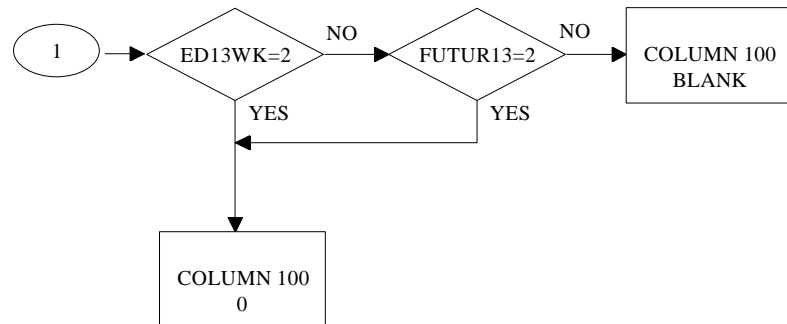 1
ED13WK=2
NO
FUTUR13=2
NO
COLUMN 100
BLANK
YES
YES
COLUMN 100
0